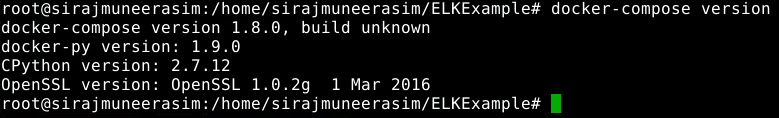 root@sirajmuneerasim:/home/sirajmuneerasim/ELKExample# docker-compose version
docker-compose version 1.8.0, build unknown
docker-py version: 1.9.0
CPython version: 2.7.12
OpenSSL version: OpenSSL 1.0.2g  1 Mar 2016
root@sirajmuneerasim:/home/sirajmuneerasim/ELKExample#